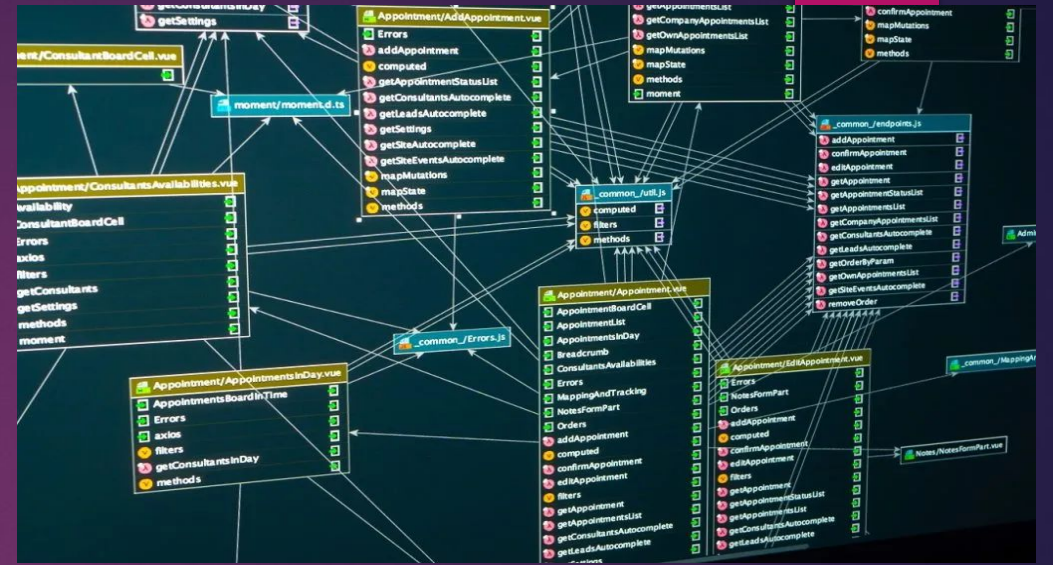 getConsultantsInDay
getSettings
Appointment/AddAppointment.vue
Errors
addAppointment
computed
getAppointmentStatusList
getConsultantsAutocomplete
getLeadsAutocomplete
getSettings
getSiteAutocomplete
getSiteEventsAutocomplete
mapMutations
mapState
methods
getAppointmentsList
getCompanyAppointmentsList
getOwnAppointmentsList
mapMutations
mapState
methods
moment
confirmAppointment
mapMutations
mapState
methods
ent/ConsultantBoardCell.vue
moment/moment.d.ts
_common_/endpoints.js
addAppointment
confirmAppointment
editAppointment
getAppointment
getAppointmentStatusList
getAppointmentsList
getCompanyAppointmentsList
getConsultantsAutocomplete
getLeadsAutocomplete
getOrderByParam
getOwnAppointmentsList
getSiteEventsAutocomplete
removeOrder
Appointment/ConsultantsAvailabilities.vue
Availability
ConsultantBoardCell
Errors
axios
filters
getConsultants
getSettings
methods
moment
_common_/util.js
computed
filters
methods
Admi
_common_/Errors.js
Appointment/Appointment.vue
AppointmentBoardCell
AppointmentList
AppointmentsInDay
Breadcrumb
ConsultantsAvailabilities
Errors
MappingAndTracking
NotesFormPart
Orders
addAppointment
computed
confirmAppointment
editAppointment
filters
getAppointment
getAppointmentsList
getConsultantsAutocomplete
getLeadsAutocomplete
getSettings
Appointment/EditAppointment.vue
Errors
NotesFormPart
Orders
addAppointment
computed
confirmAppointment
editAppointment
filters
getAppointment
getAppointmentStatusList
getAppointmentsList
getConsultantsAutocomplete
getLeadsAutocomplete
_common_/MappingAn
Notes/NotesFormPart.vue
Appointment/AppointmentsInDay.vue
AppointmentsBoardInTime
Errors
axios
filters
getConsultantsInDay
methods